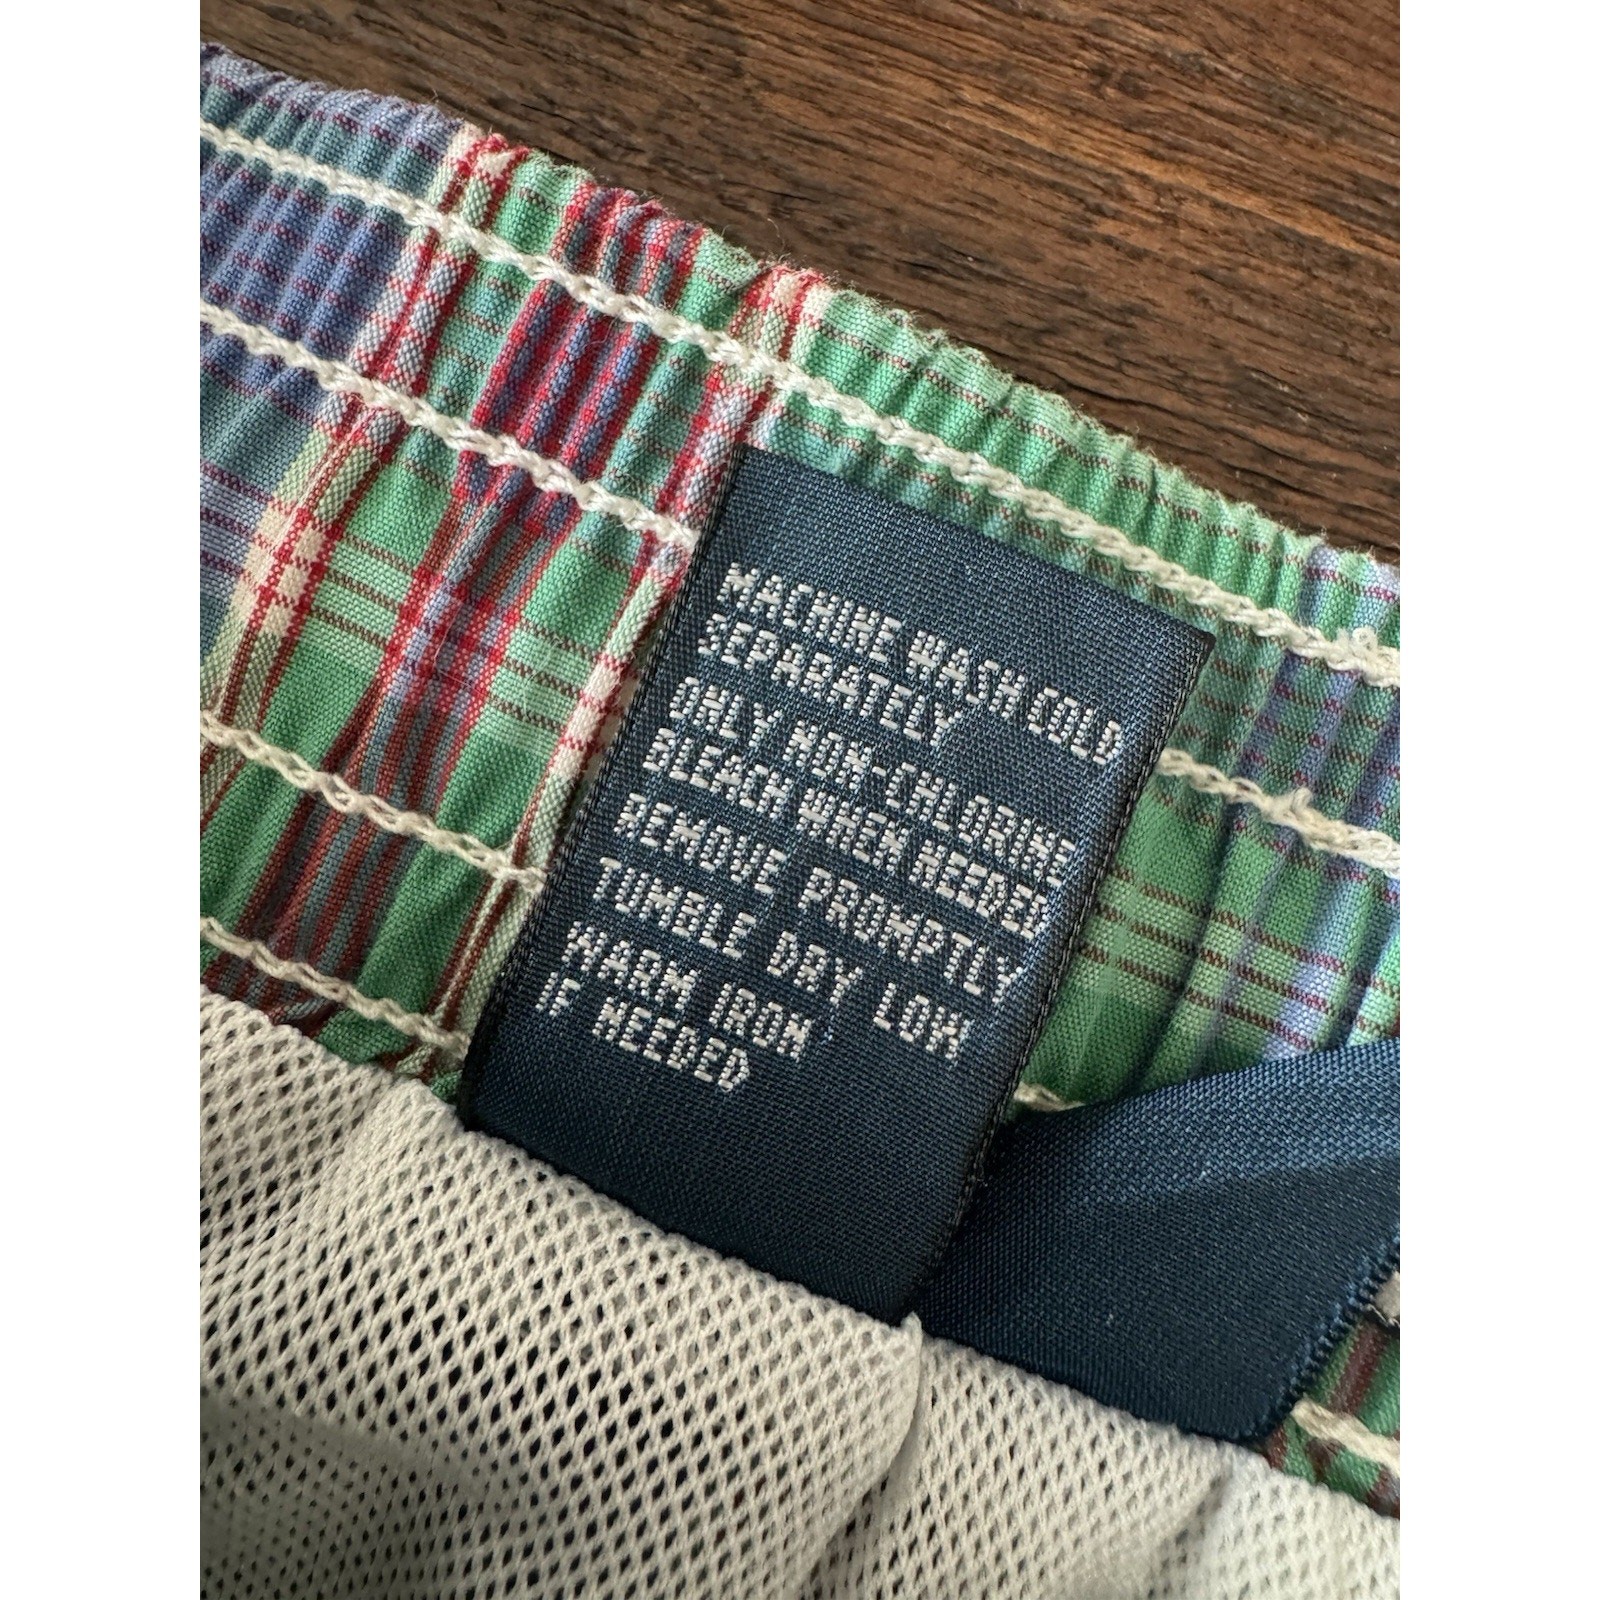 MACHINE WASH COLD
SEPARATELY
ONLY NON-CHLORINE
BLEACH WHEN NEEDED
REMOVE PROMPTLY
TUMBLE DRY LOW
WARM IRON
IF NEEDED